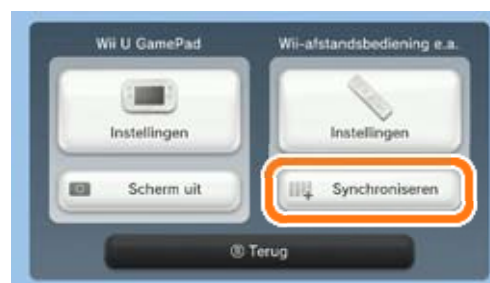 Wii U GamePad
Wii-afstandsbediening e.a.
Instellingen
Instellingen
Scherm uit
Synchroniseren
Ⓑ Terug